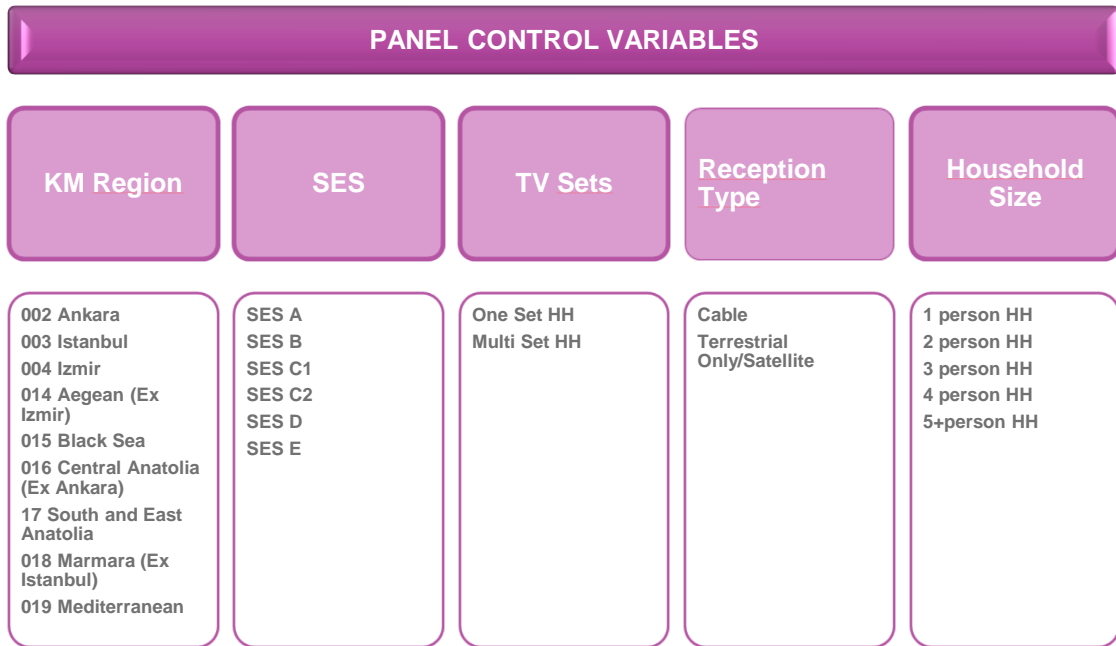 PANEL CONTROL VARIABLES
KM Region
SES
TV Sets
Reception
Type
Household
Size
002 Ankara
003 Istanbul
004 Izmir
014 Aegean (Ex
Izmir)
015 Black Sea
016 Central Anatolia
(Ex Ankara)
17 South and East
Anatolia
018 Marmara (Ex
Istanbul)
019 Mediterranean
SES A
SES B
SES C1
SES C2
SES D
SES E
One Set HH
Multi Set HH
Cable
Terrestrial
Only/Satellite
1 person HH
2 person HH
3 person HH
4 person HH
5+person HH